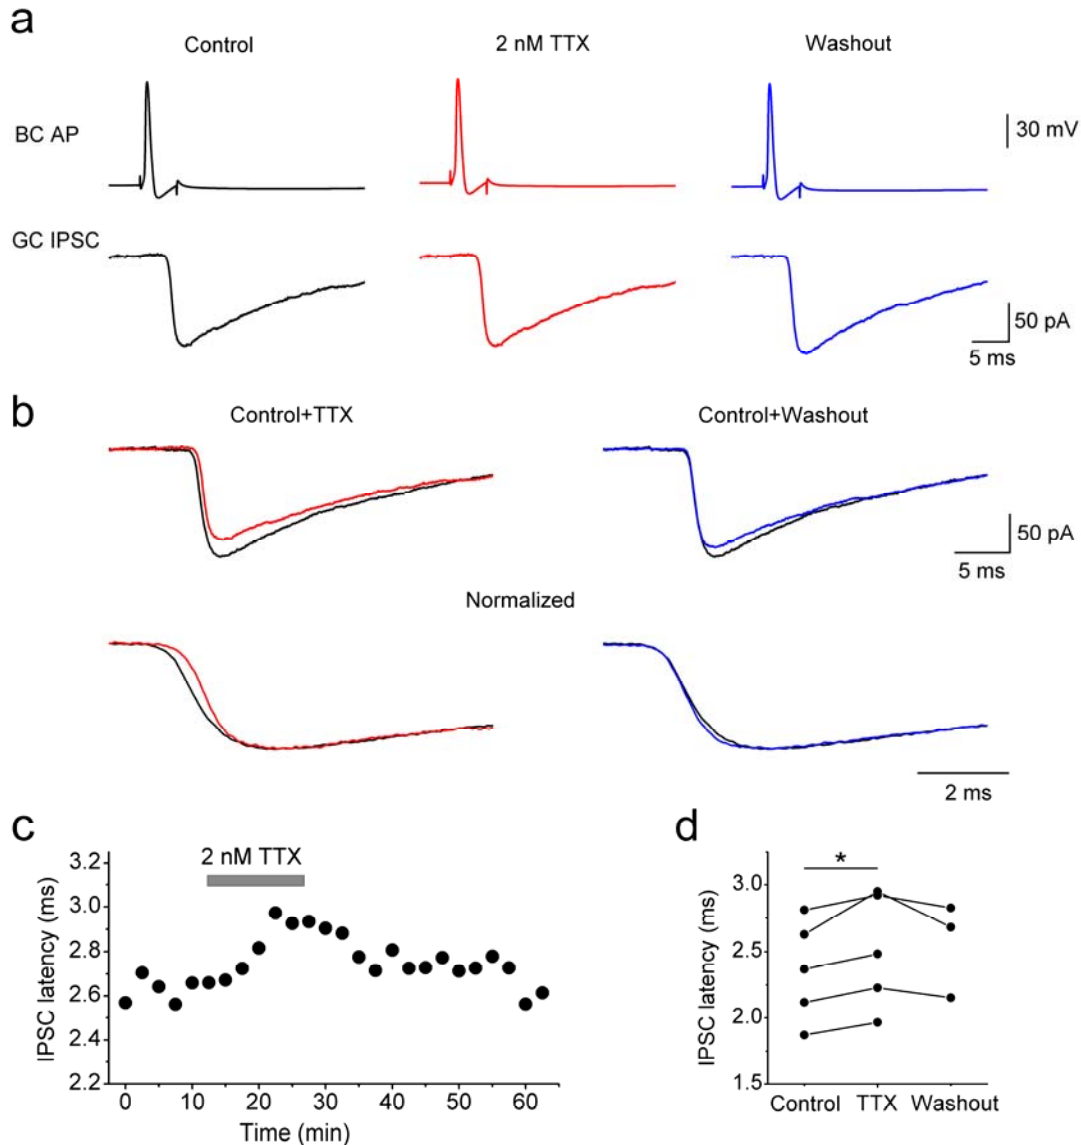 a
Control
2 nM TTX
Washout
BC AP
30 mV
GC IPSC
50 pA
5 ms
b
Control+TTX
Control+Washout
50 pA
5 ms
Normalized
2 ms
c
2 nM TTX
IPSC latency (ms)
3.2
3.0
2.8
2.6
2.4
2.2
0 10 20 30 40 50 60
Time (min)
d
*
IPSC latency (ms)
3.0
2.5
2.0
1.5
Control TTX Washout